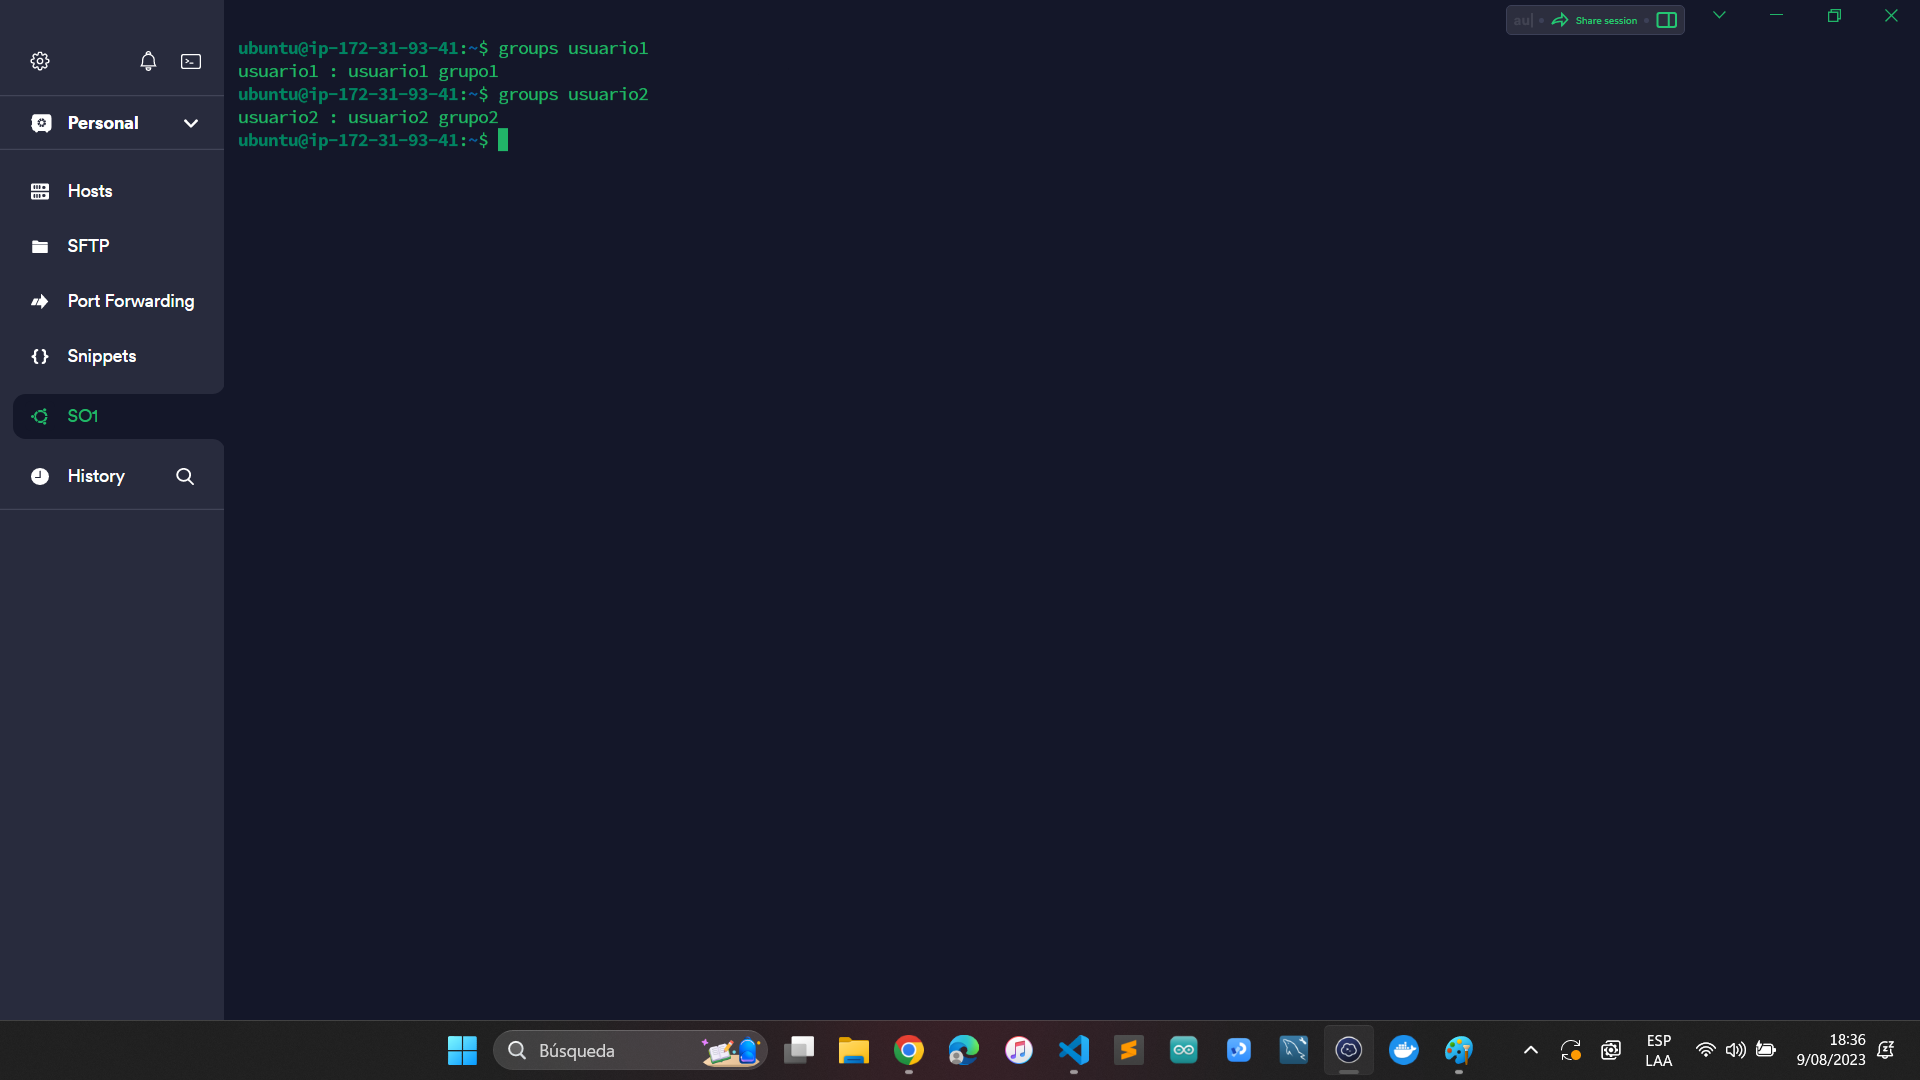 au| Share session
ubuntu@ip-172-31-93-41:~$ groups usuario1
usuario1 : usuario1 grupo1
ubuntu@ip-172-31-93-41:~$ groups usuario2
usuario2 : usuario2 grupo2
ubuntu@ip-172-31-93-41:~$
Personal
Hosts
SFTP
Port Forwarding
Snippets
SO1
History
Búsqueda
ESP
LAA
18:36
9/08/2023